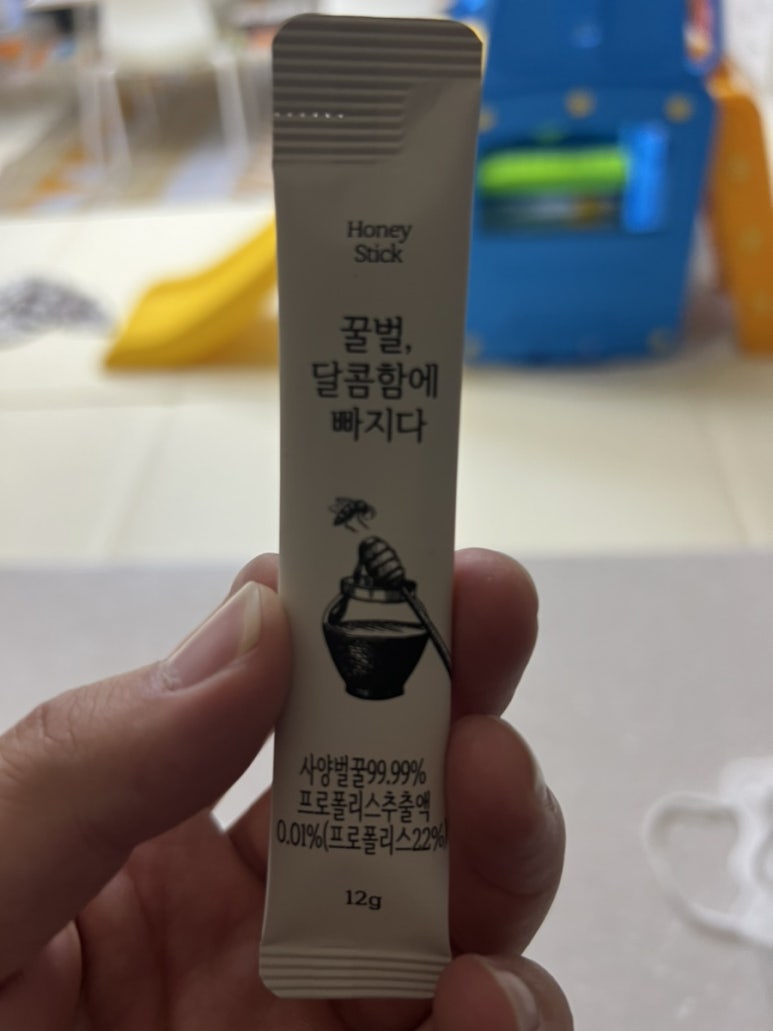 Honey
Stick
꿀벌,
달콤함에
빠지다
사양벌꿀99.99%
프로폴리스추출액
0.01%(프로폴리스22%)
12g